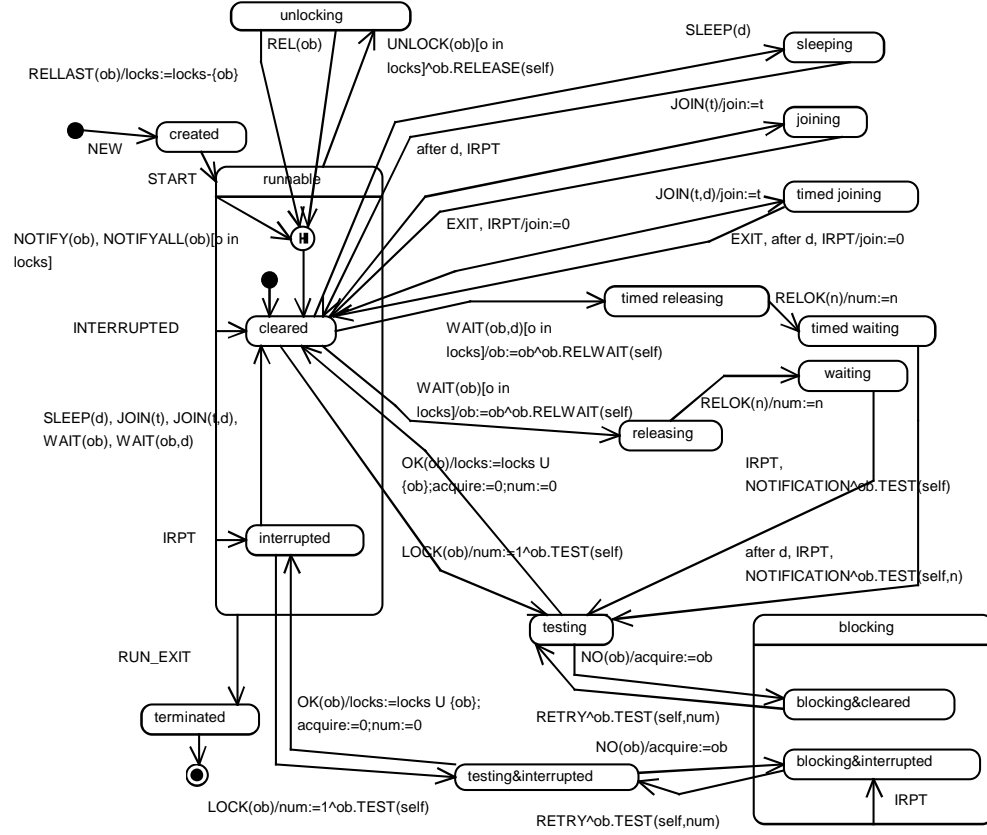 unlocking
REL(ob)
UNLOCK(ob)[o in
locks]^ob.RELEASE(self)
SLEEP(d)
sleeping
RELLAST(ob)/locks:=locks-{ob}
JOIN(t)/join:=t
joining
created
NEW
after d, IRPT
START
runnable
JOIN(t,d)/join:=t
timed joining
EXIT, IRPT/join:=0
EXIT, after d, IRPT/join:=0
NOTIFY(ob), NOTIFYALL(ob)[o in
locks]
H
timed releasing
RELOK(n)/num:=n
INTERRUPTED
cleared
WAIT(ob,d)[o in
locks]/ob:=ob^ob.RELWAIT(self)
timed waiting
waiting
WAIT(ob)[o in
locks]/ob:=ob^ob.RELWAIT(self)
RELOK(n)/num:=n
SLEEP(d), JOIN(t), JOIN(t,d),
WAIT(ob), WAIT(ob,d)
releasing
OK(ob)/locks:=locks U
{ob};acquire:=0;num:=0
IRPT,
NOTIFICATION^ob.TEST(self)
IRPT
interrupted
LOCK(ob)/num:=1^ob.TEST(self)
after d, IRPT,
NOTIFICATION^ob.TEST(self,n)
testing
blocking
RUN_EXIT
NO(ob)/acquire:=ob
OK(ob)/locks:=locks U {ob};
acquire:=0;num:=0
blocking&cleared
terminated
RETRY^ob.TEST(self,num)
NO(ob)/acquire:=ob
testing&interrupted
blocking&interrupted
LOCK(ob)/num:=1^ob.TEST(self)
IRPT
RETRY^ob.TEST(self,num)